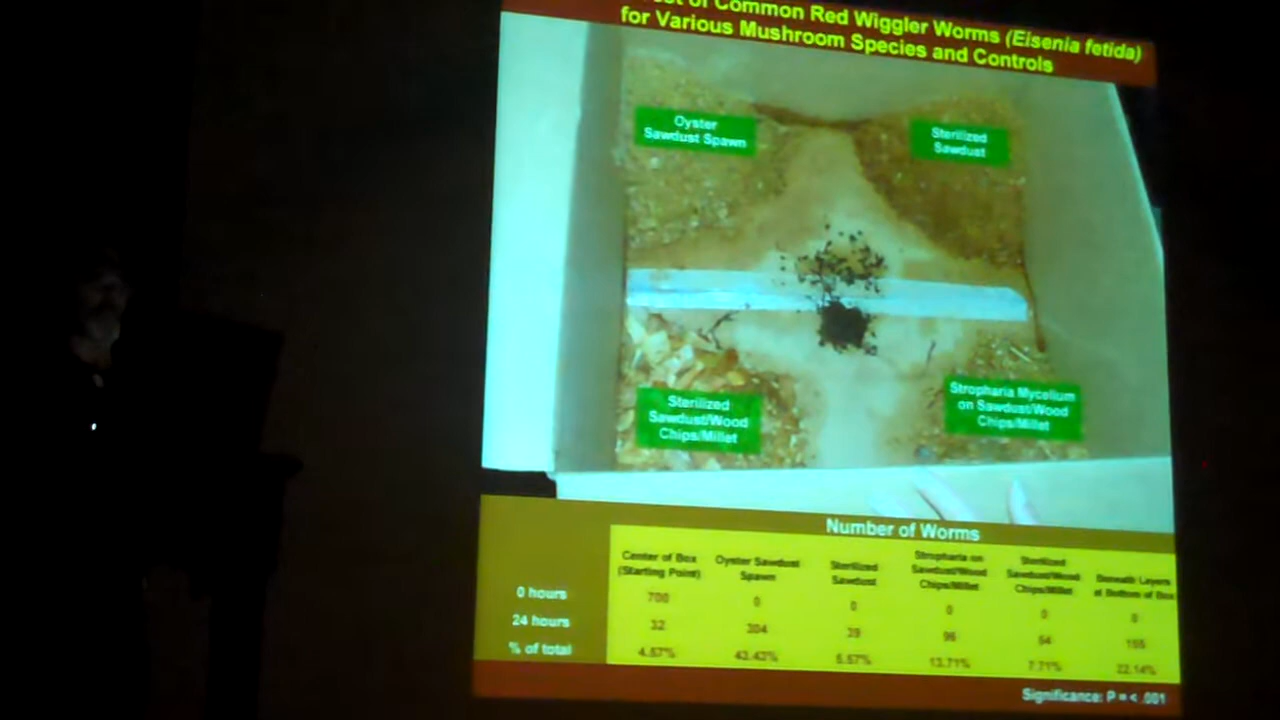 of Common Red Wiggler Worms (Eisenia fetida)
for Various Mushroom Species and Controls
Oyster
Sawdust Spawn
Sterilized
Sawdust
Sterilized
Sawdust/Wood
Chips/Millet
Stropharia Mycelium
on Sawdust/Wood
Chips/Millet
Number of Worms
Center of Box (Starting Point)
Oyster Sawdust Spawn
Sterilized Sawdust
Stropharia on Sawdust/Wood Chips/Millet
Sterilized Sawdust/Wood Chips/Millet
Beneath Layers at Bottom of Box
0 hours 700 0 0 0 0 0
24 hours 32 304 39 96 54 155
% of total 4.57% 43.43% 5.57% 13.71% 7.71% 22.14%
Significance: P = < .001